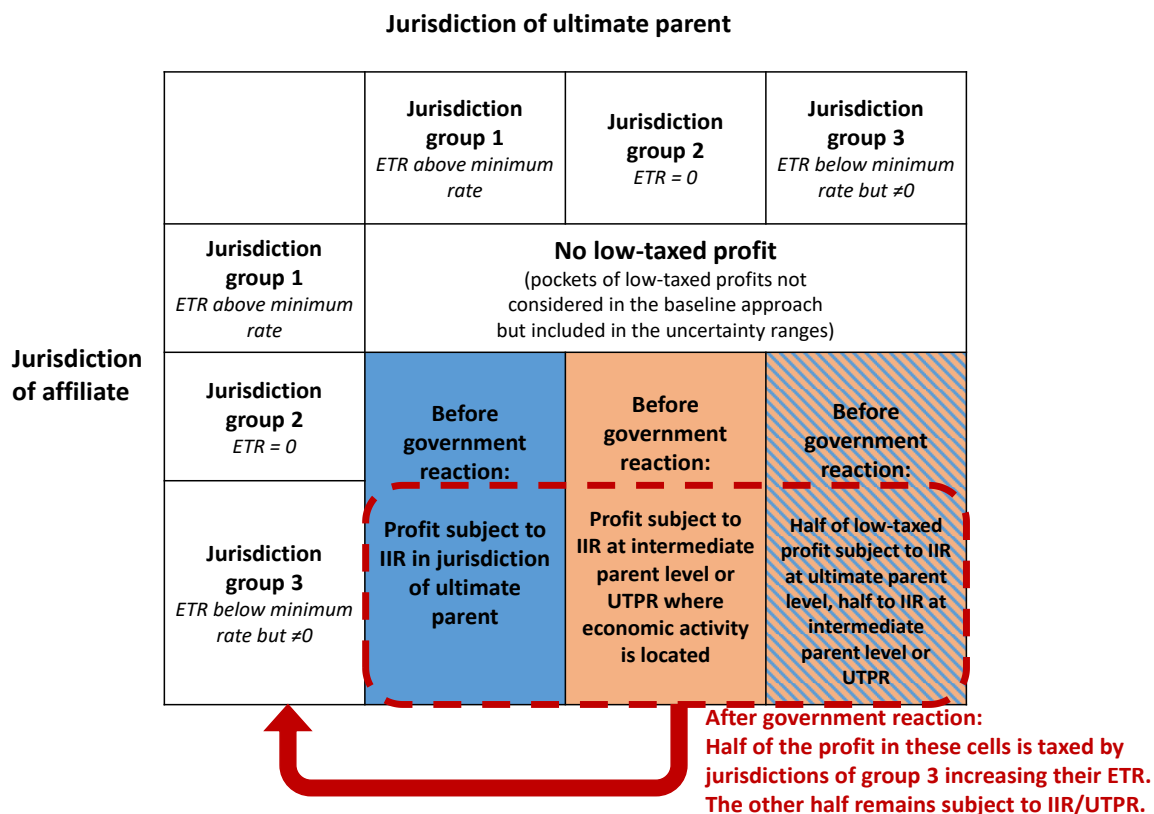 Jurisdiction of ultimate parent
Jurisdiction
group 1
ETR above minimum
rate
Jurisdiction
group 2
ETR = 0
Jurisdiction
group 3
ETR below minimum
rate but ≠0
Jurisdiction
of affiliate
Jurisdiction
group 1
ETR above minimum
rate
No low-taxed profit
(pockets of low-taxed profits not
considered in the baseline approach
but included in the uncertainty ranges)
Jurisdiction
group 2
ETR = 0
Jurisdiction
group 3
ETR below minimum
rate but ≠0
Before
government
reaction:
Profit subject to
IIR in jurisdiction
of ultimate
parent
Before
government
reaction:
Profit subject to
IIR at intermediate
parent level or
UTPR where
economic activity
is located
Before
government
reaction:
Half of low-taxed
profit subject to IIR
at ultimate parent
level, half to IIR at
intermediate
parent level or
UTPR
After government reaction:
Half of the profit in these cells is taxed by
jurisdictions of group 3 increasing their ETR.
The other half remains subject to IIR/UTPR.